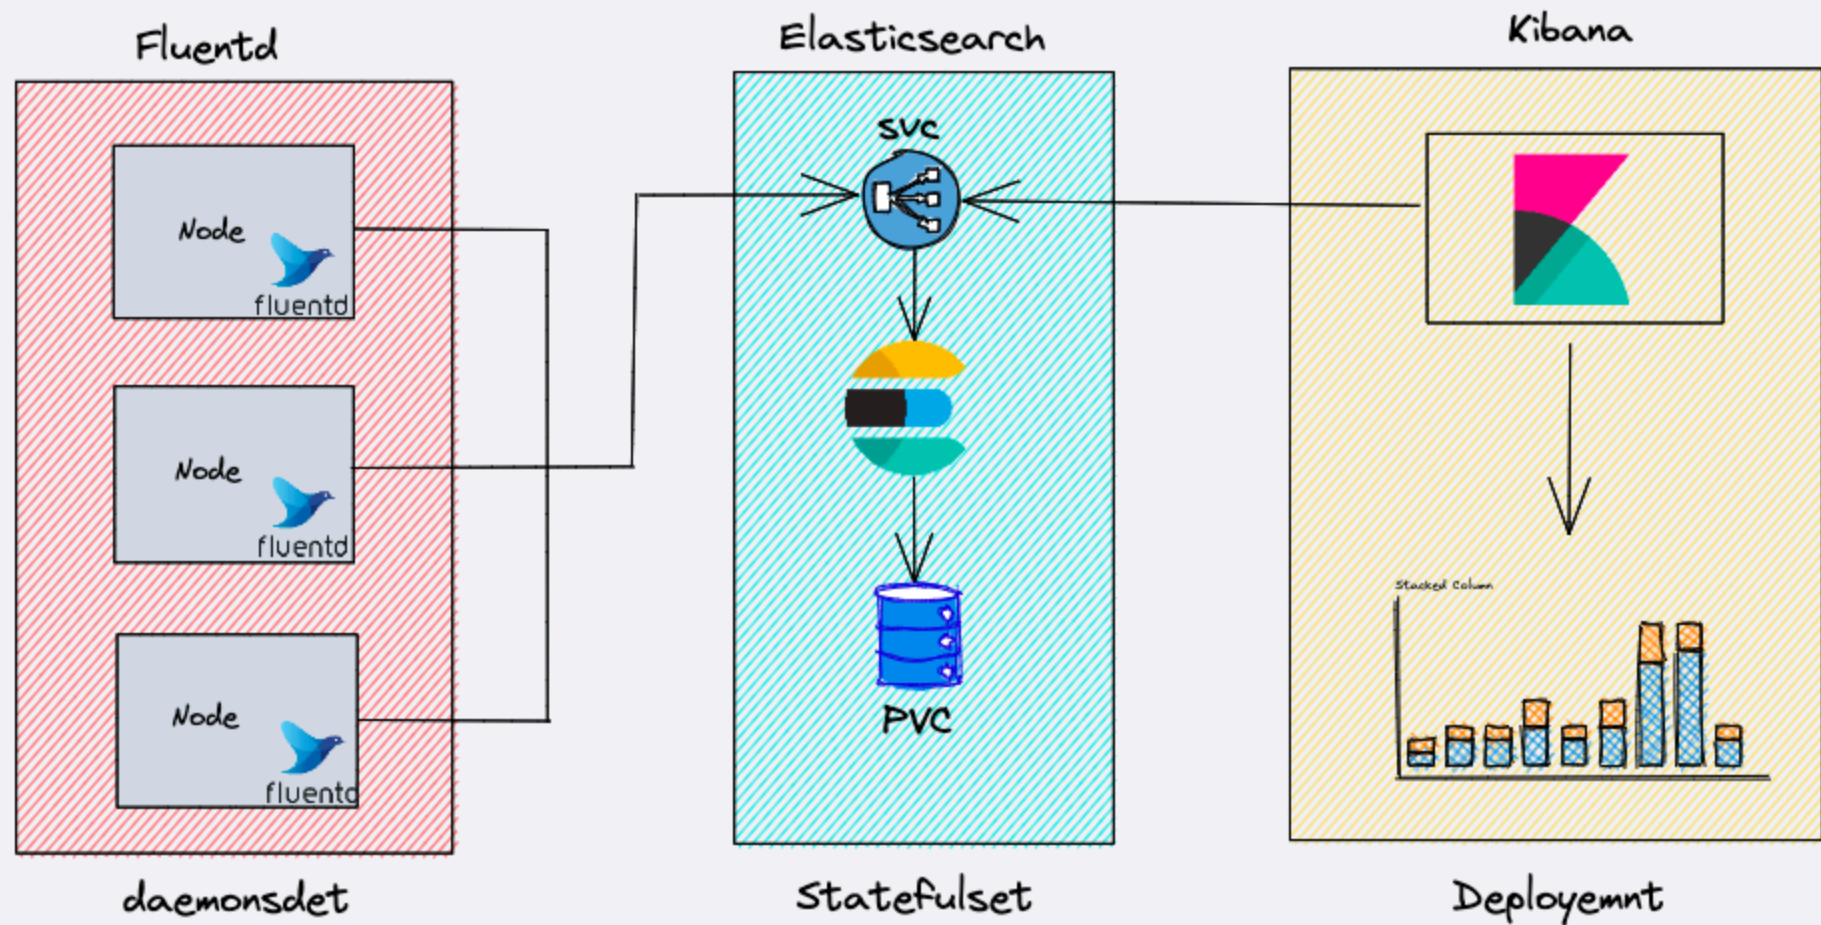 Fluentd
Elasticsearch
Kibana
Node
fluentd
Node
fluentd
Node
fluentd
svc
PVC
Stacked Column
daemonsdet
Statefulset
Deployemnt